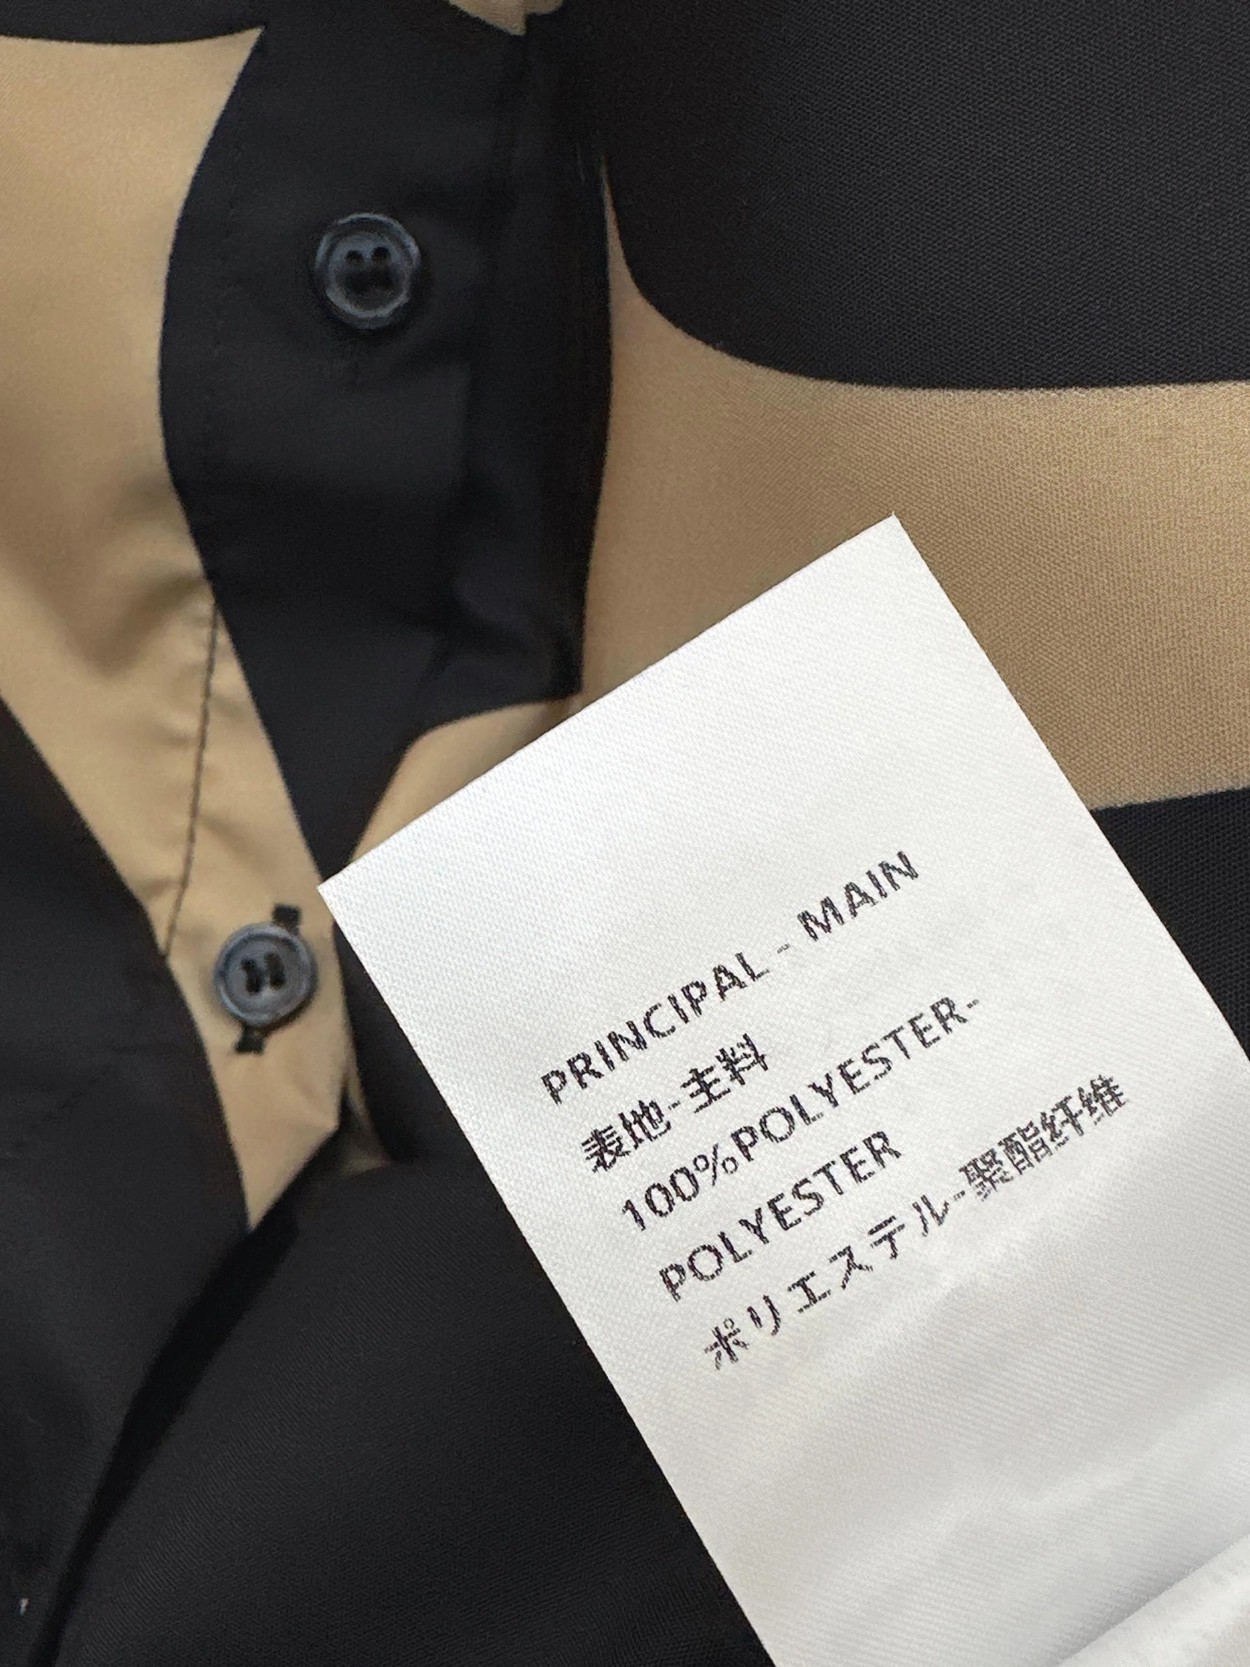 PRINCIPAL - MAIN
表地-主料
100%POLYESTER-
POLYESTER
ポリエステル-聚酯纤维